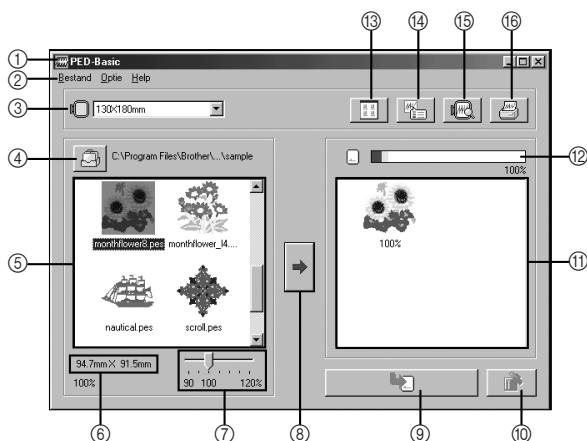 ⑬ ⑭ ⑮ ⑯
① PED-Basic
② Bestand Optie Help
③ 130X180mm
④ C:\Program Files\Brother\...\sample
⑫
100%
monthflower8.pes monthflower_l4....
100%
⑤
⑪
nautical.pes scroll.pes
94.7mm X 91.5mm
100%
90 100 120%
⑥ ⑦ ⑧ ⑨ ⑩